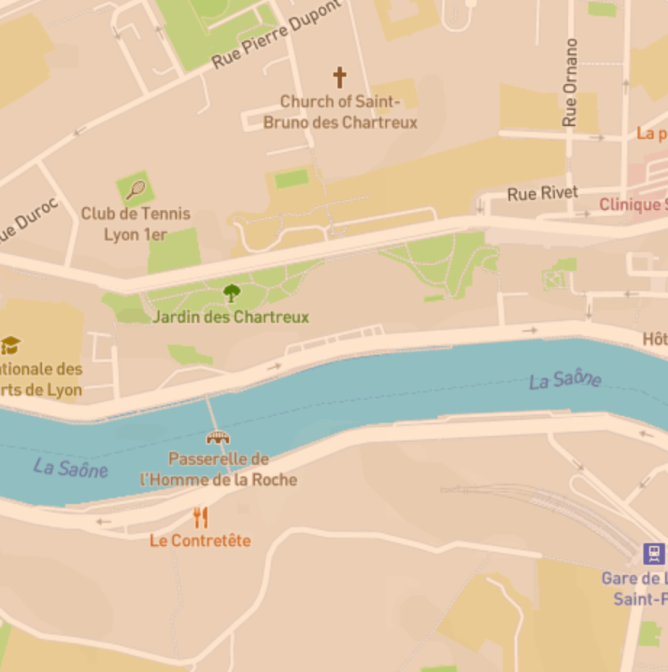 Rue Pierre Dupont
Rue Ornano
Church of Saint-
Bruno des Chartreux
La p
Club de Tennis
Lyon 1er
Rue Rivet
Clinique S
ue Duroc
Jardin des Chartreux
Hôt
ationale des
rts de Lyon
La Saône
La Saône
Passerelle de
l'Homme de la Roche
Le Contretête
Gare de L
Saint-P